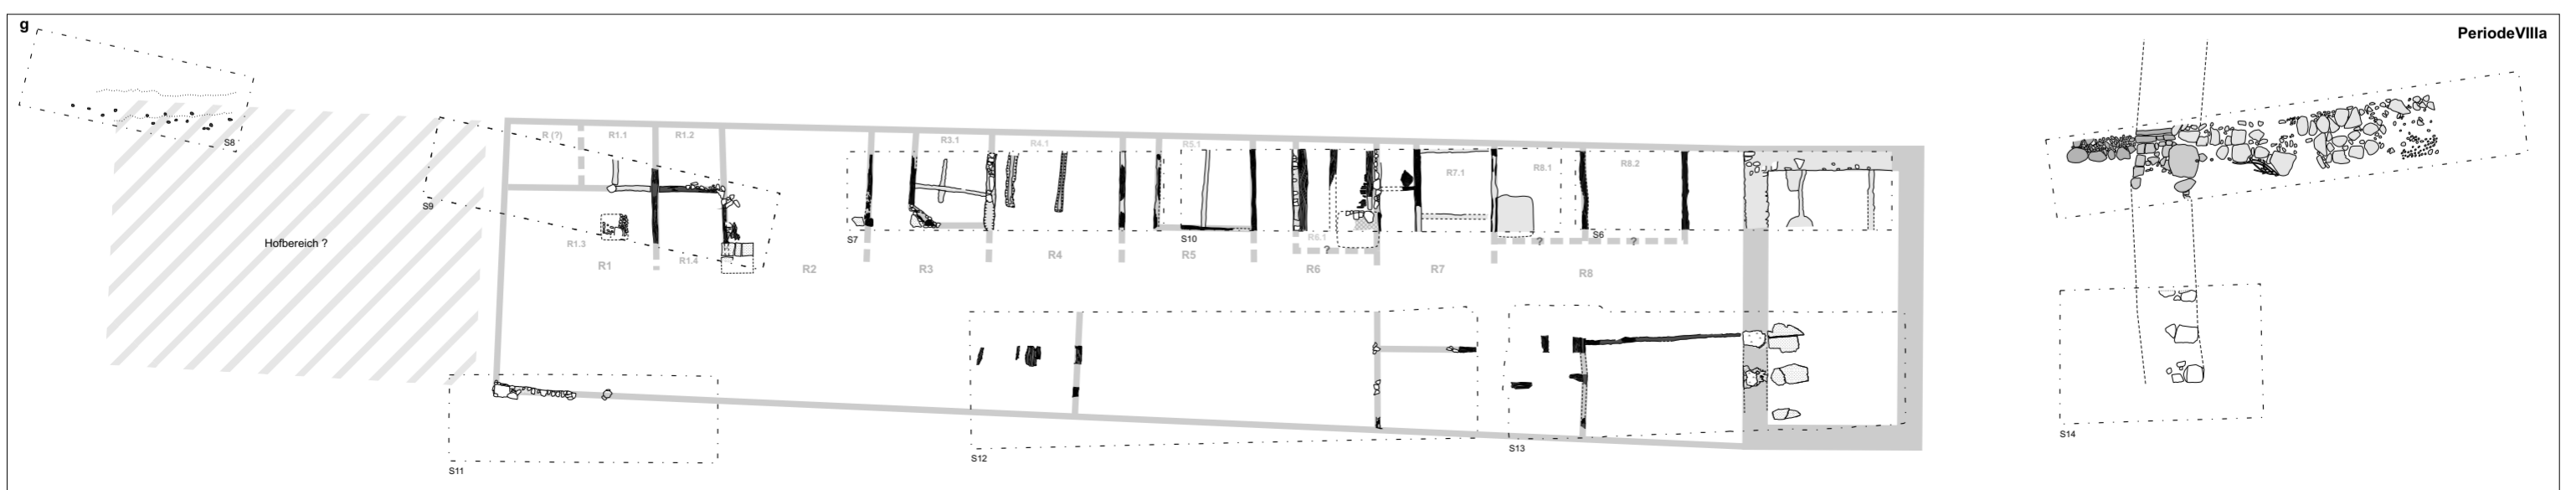 g
PeriodeVIIIa
S8
R (?)
R1.1
R1.2
R3.1
R4.1
R5.1
R7.1
R8.1
R8.2
S9
Hofbereich ?
R1.3
R1.4
R1
R2
S7
R3
R4
S10
R5
R6.1
?
R6
R7
?
S6
?
R8
S11
S12
S13
S14